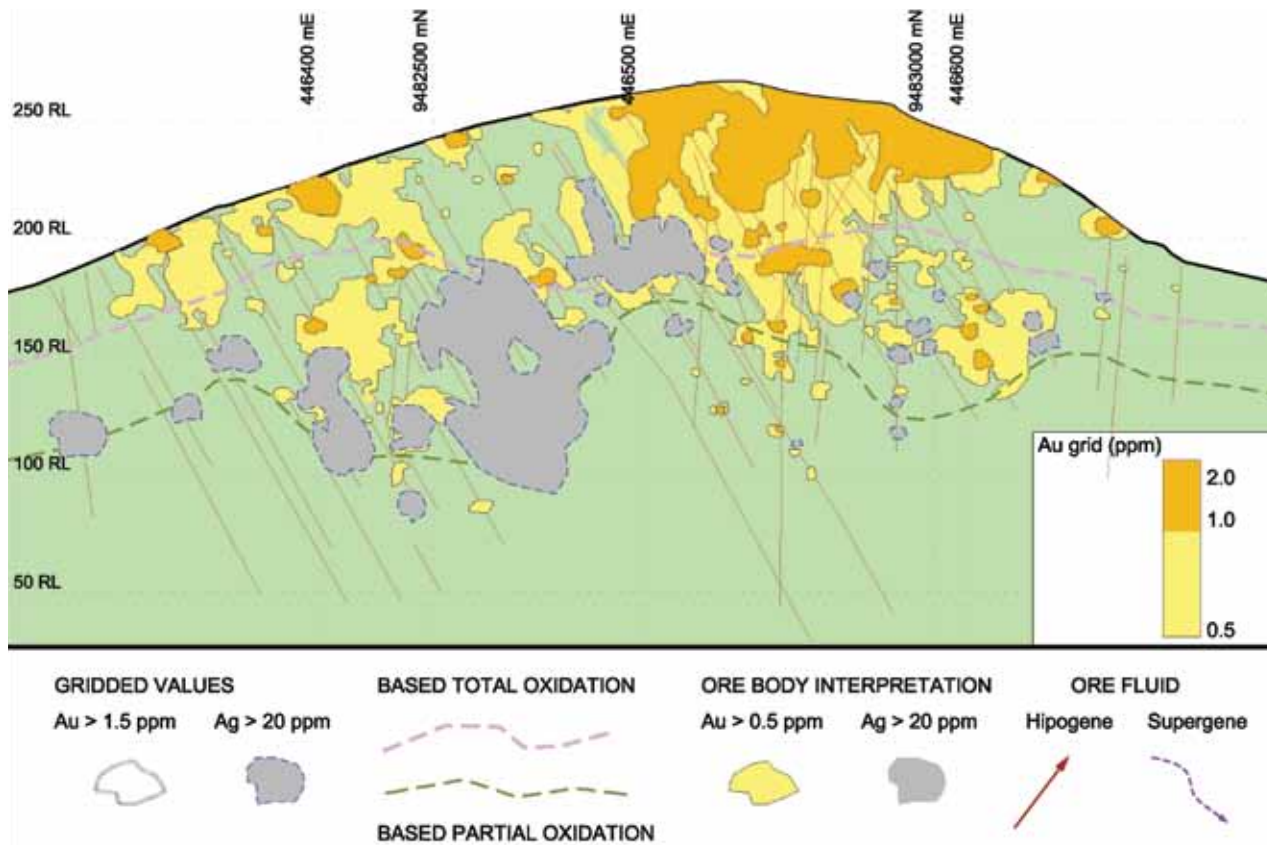 446400 mE
9482500 mN
446500 mE
9483000 mN
446600 mE
250 RL
200 RL
150 RL
100 RL
50 RL
Au grid (ppm)
2.0
1.0
0.5
GRIDDED VALUES
Au > 1.5 ppm
Ag > 20 ppm
BASED TOTAL OXIDATION
BASED PARTIAL OXIDATION
ORE BODY INTERPRETATION
Au > 0.5 ppm
Ag > 20 ppm
ORE FLUID
Hipogene
Supergene